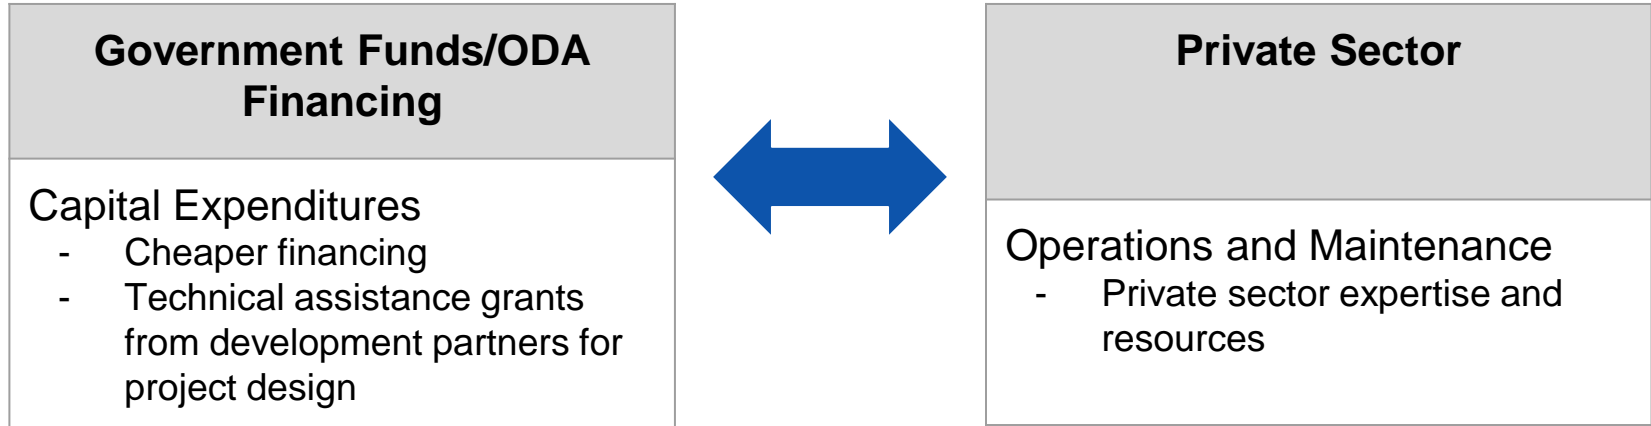 Government Funds/ODA
Financing
Capital Expenditures
- Cheaper financing
- Technical assistance grants
from development partners for
project design
Private Sector
Operations and Maintenance
- Private sector expertise and
resources